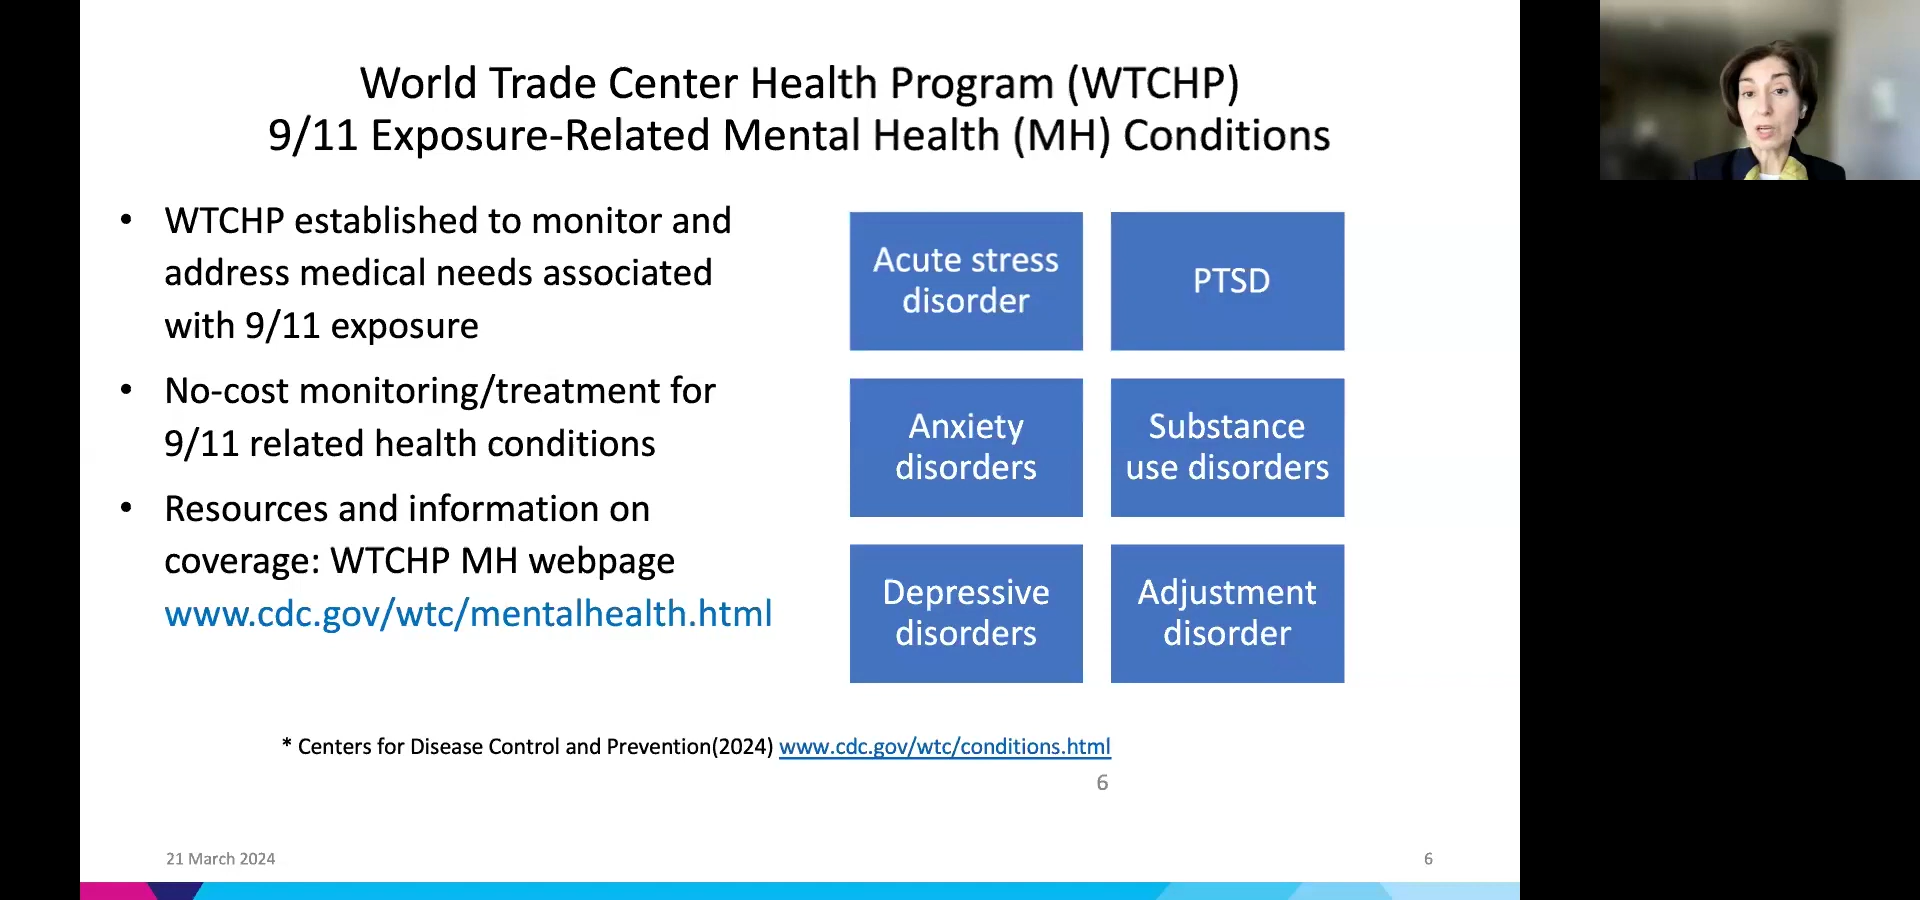 World Trade Center Health Program (WTCHP)
9/11 Exposure-Related Mental Health (MH) Conditions
• WTCHP established to monitor and
address medical needs associated
with 9/11 exposure
• No-cost monitoring/treatment for
9/11 related health conditions
• Resources and information on
coverage: WTCHP MH webpage
www.cdc.gov/wtc/mentalhealth.html
Acute stress
disorder
PTSD
Anxiety
disorders
Substance
use disorders
Depressive
disorders
Adjustment
disorder
* Centers for Disease Control and Prevention(2024) www.cdc.gov/wtc/conditions.html
6
21 March 2024
6